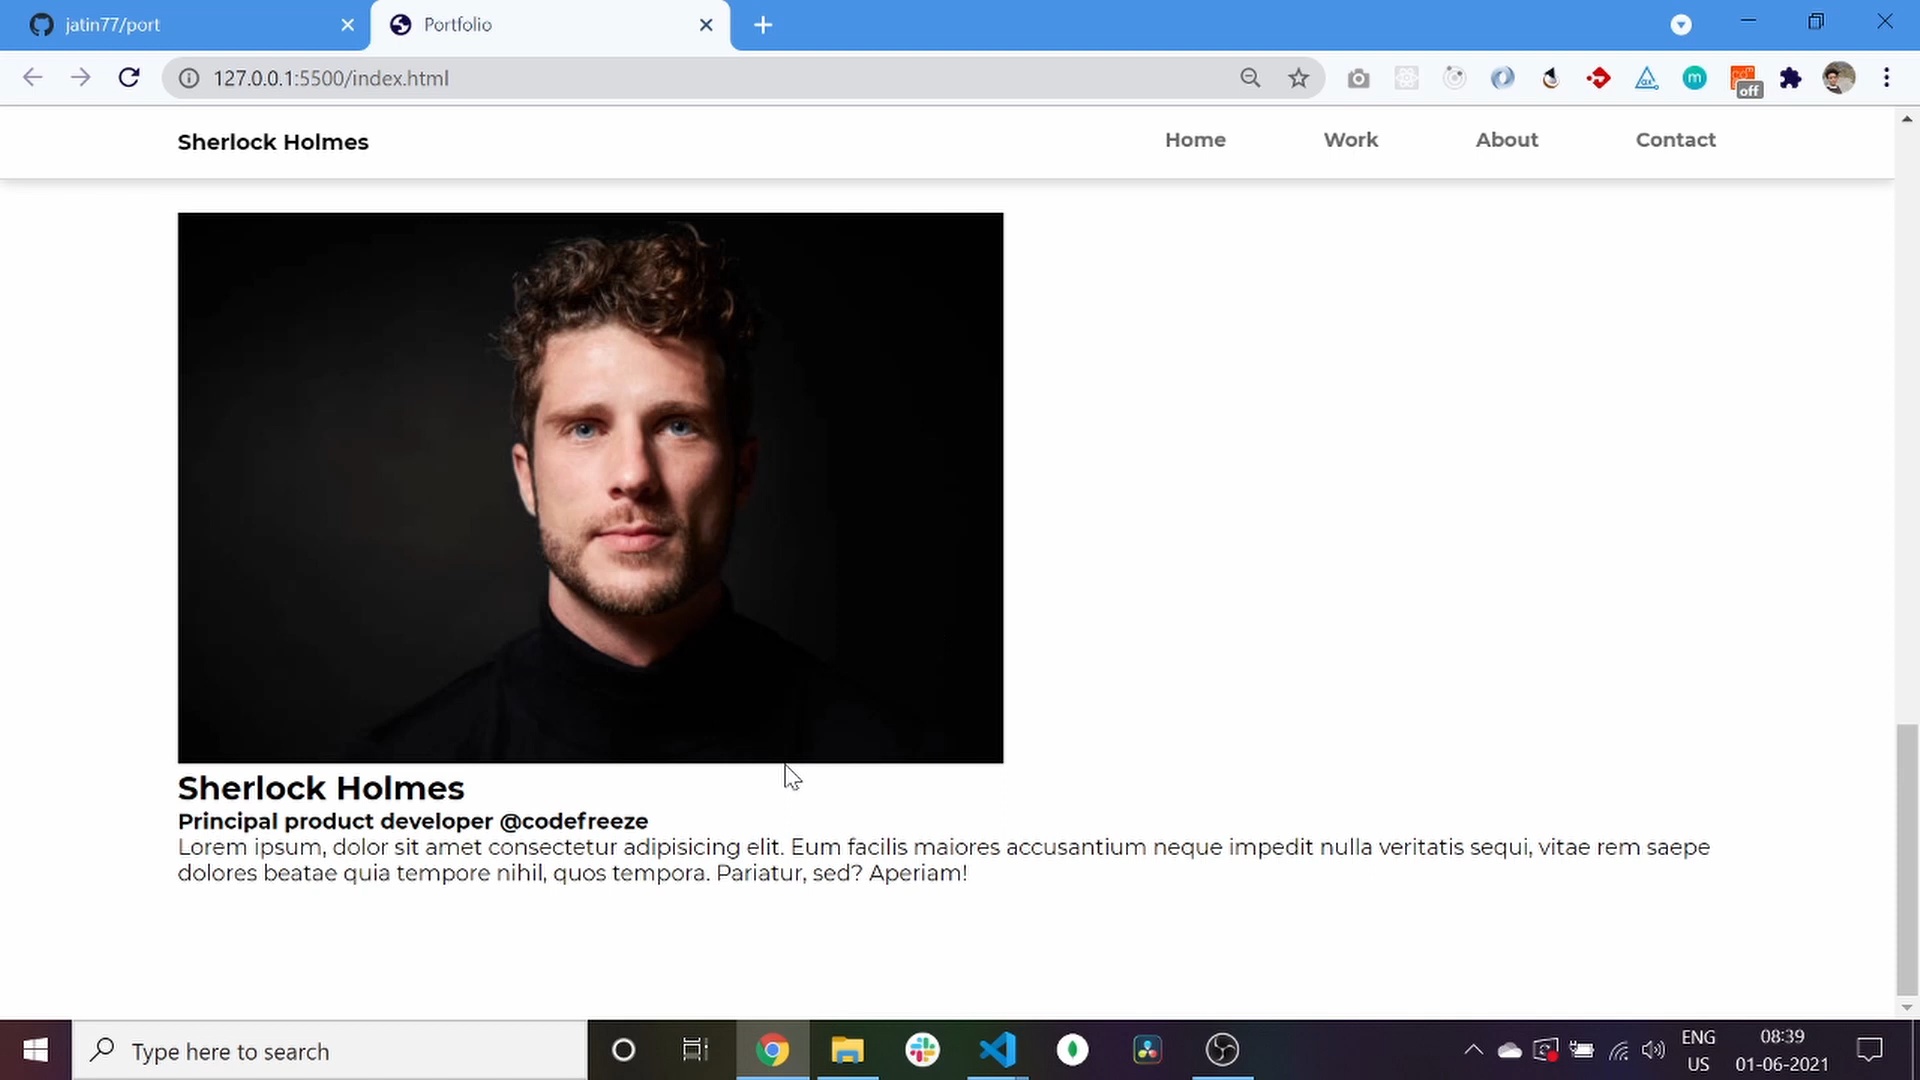 jatin77/port
Portfolio
127.0.0.1:5500/index.html
m
off
Sherlock Holmes
Home
Work
About
Contact
Sherlock Holmes
Principal product developer @codefreeze
Lorem ipsum, dolor sit amet consectetur adipisicing elit. Eum facilis maiores accusantium neque impedit nulla veritatis sequi, vitae rem saepe
dolores beatae quia tempore nihil, quos tempora. Pariatur, sed? Aperiam!
Type here to search
ENG
US
08:39
01-06-2021